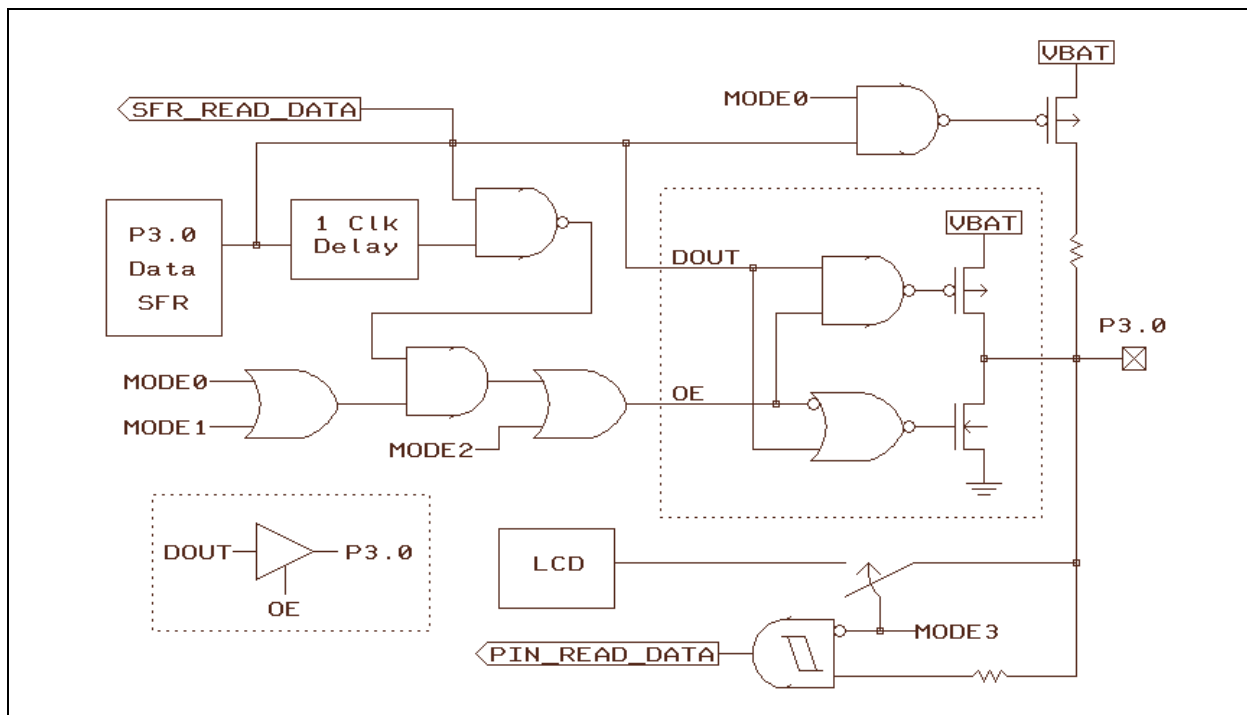 VBAT
MODE0
SFR_READ_DATA
P3.0
Data
SFR
1 Clk
Delay
VBAT
DOUT
P3.0
MODE0
MODE1
OE
MODE2
DOUT
P3.0
OE
LCD
MODE3
PIN_READ_DATA